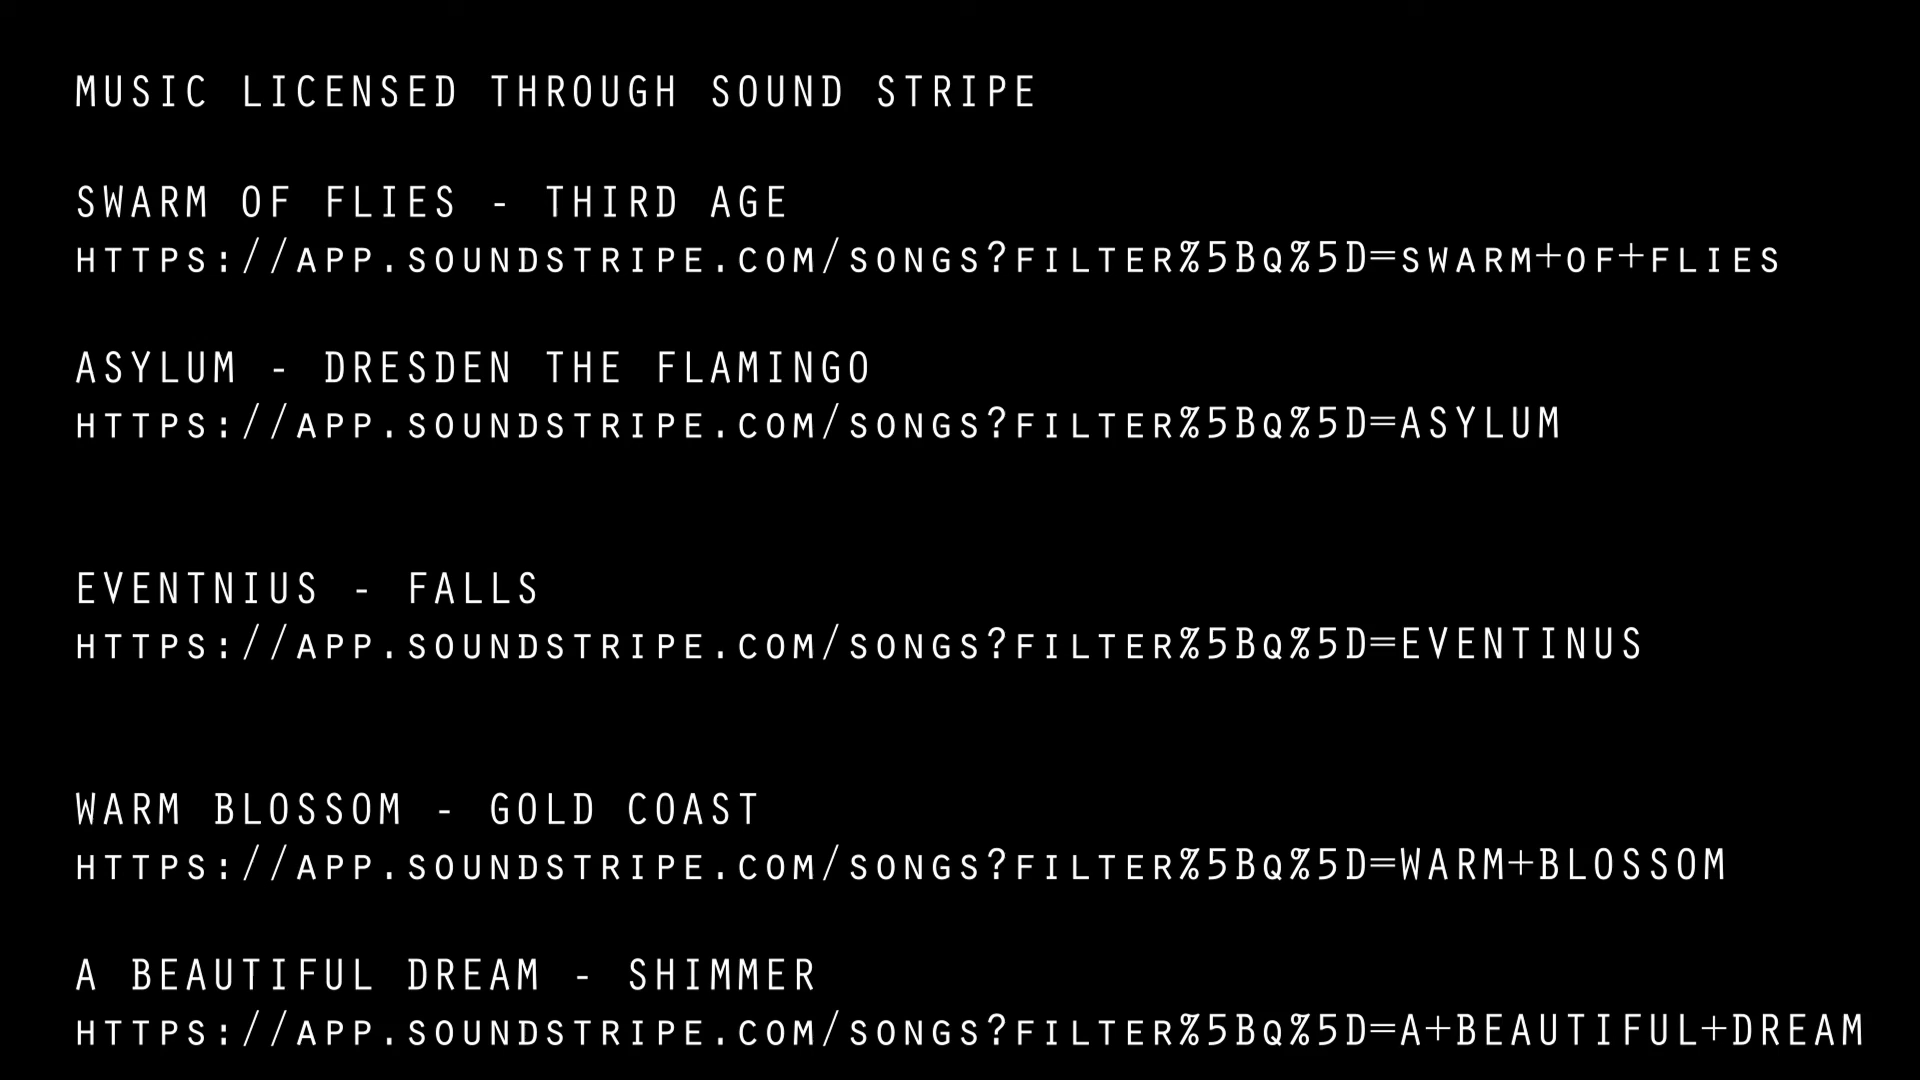 MUSIC LICENSED THROUGH SOUND STRIPE
SWARM OF FLIES - THIRD AGE
https://app.soundstripe.com/songs?filter%5Bq%5D=swarm+of+flies
ASYLUM - DRESDEN THE FLAMINGO
https://app.soundstripe.com/songs?filter%5Bq%5D=ASYLUM
EVENTNIUS - FALLS
https://app.soundstripe.com/songs?filter%5Bq%5D=EVENTINUS
WARM BLOSSOM - GOLD COAST
https://app.soundstripe.com/songs?filter%5Bq%5D=WARM+BLOSSOM
A BEAUTIFUL DREAM - SHIMMER
https://app.soundstripe.com/songs?filter%5Bq%5D=A+BEAUTIFUL+DREAM